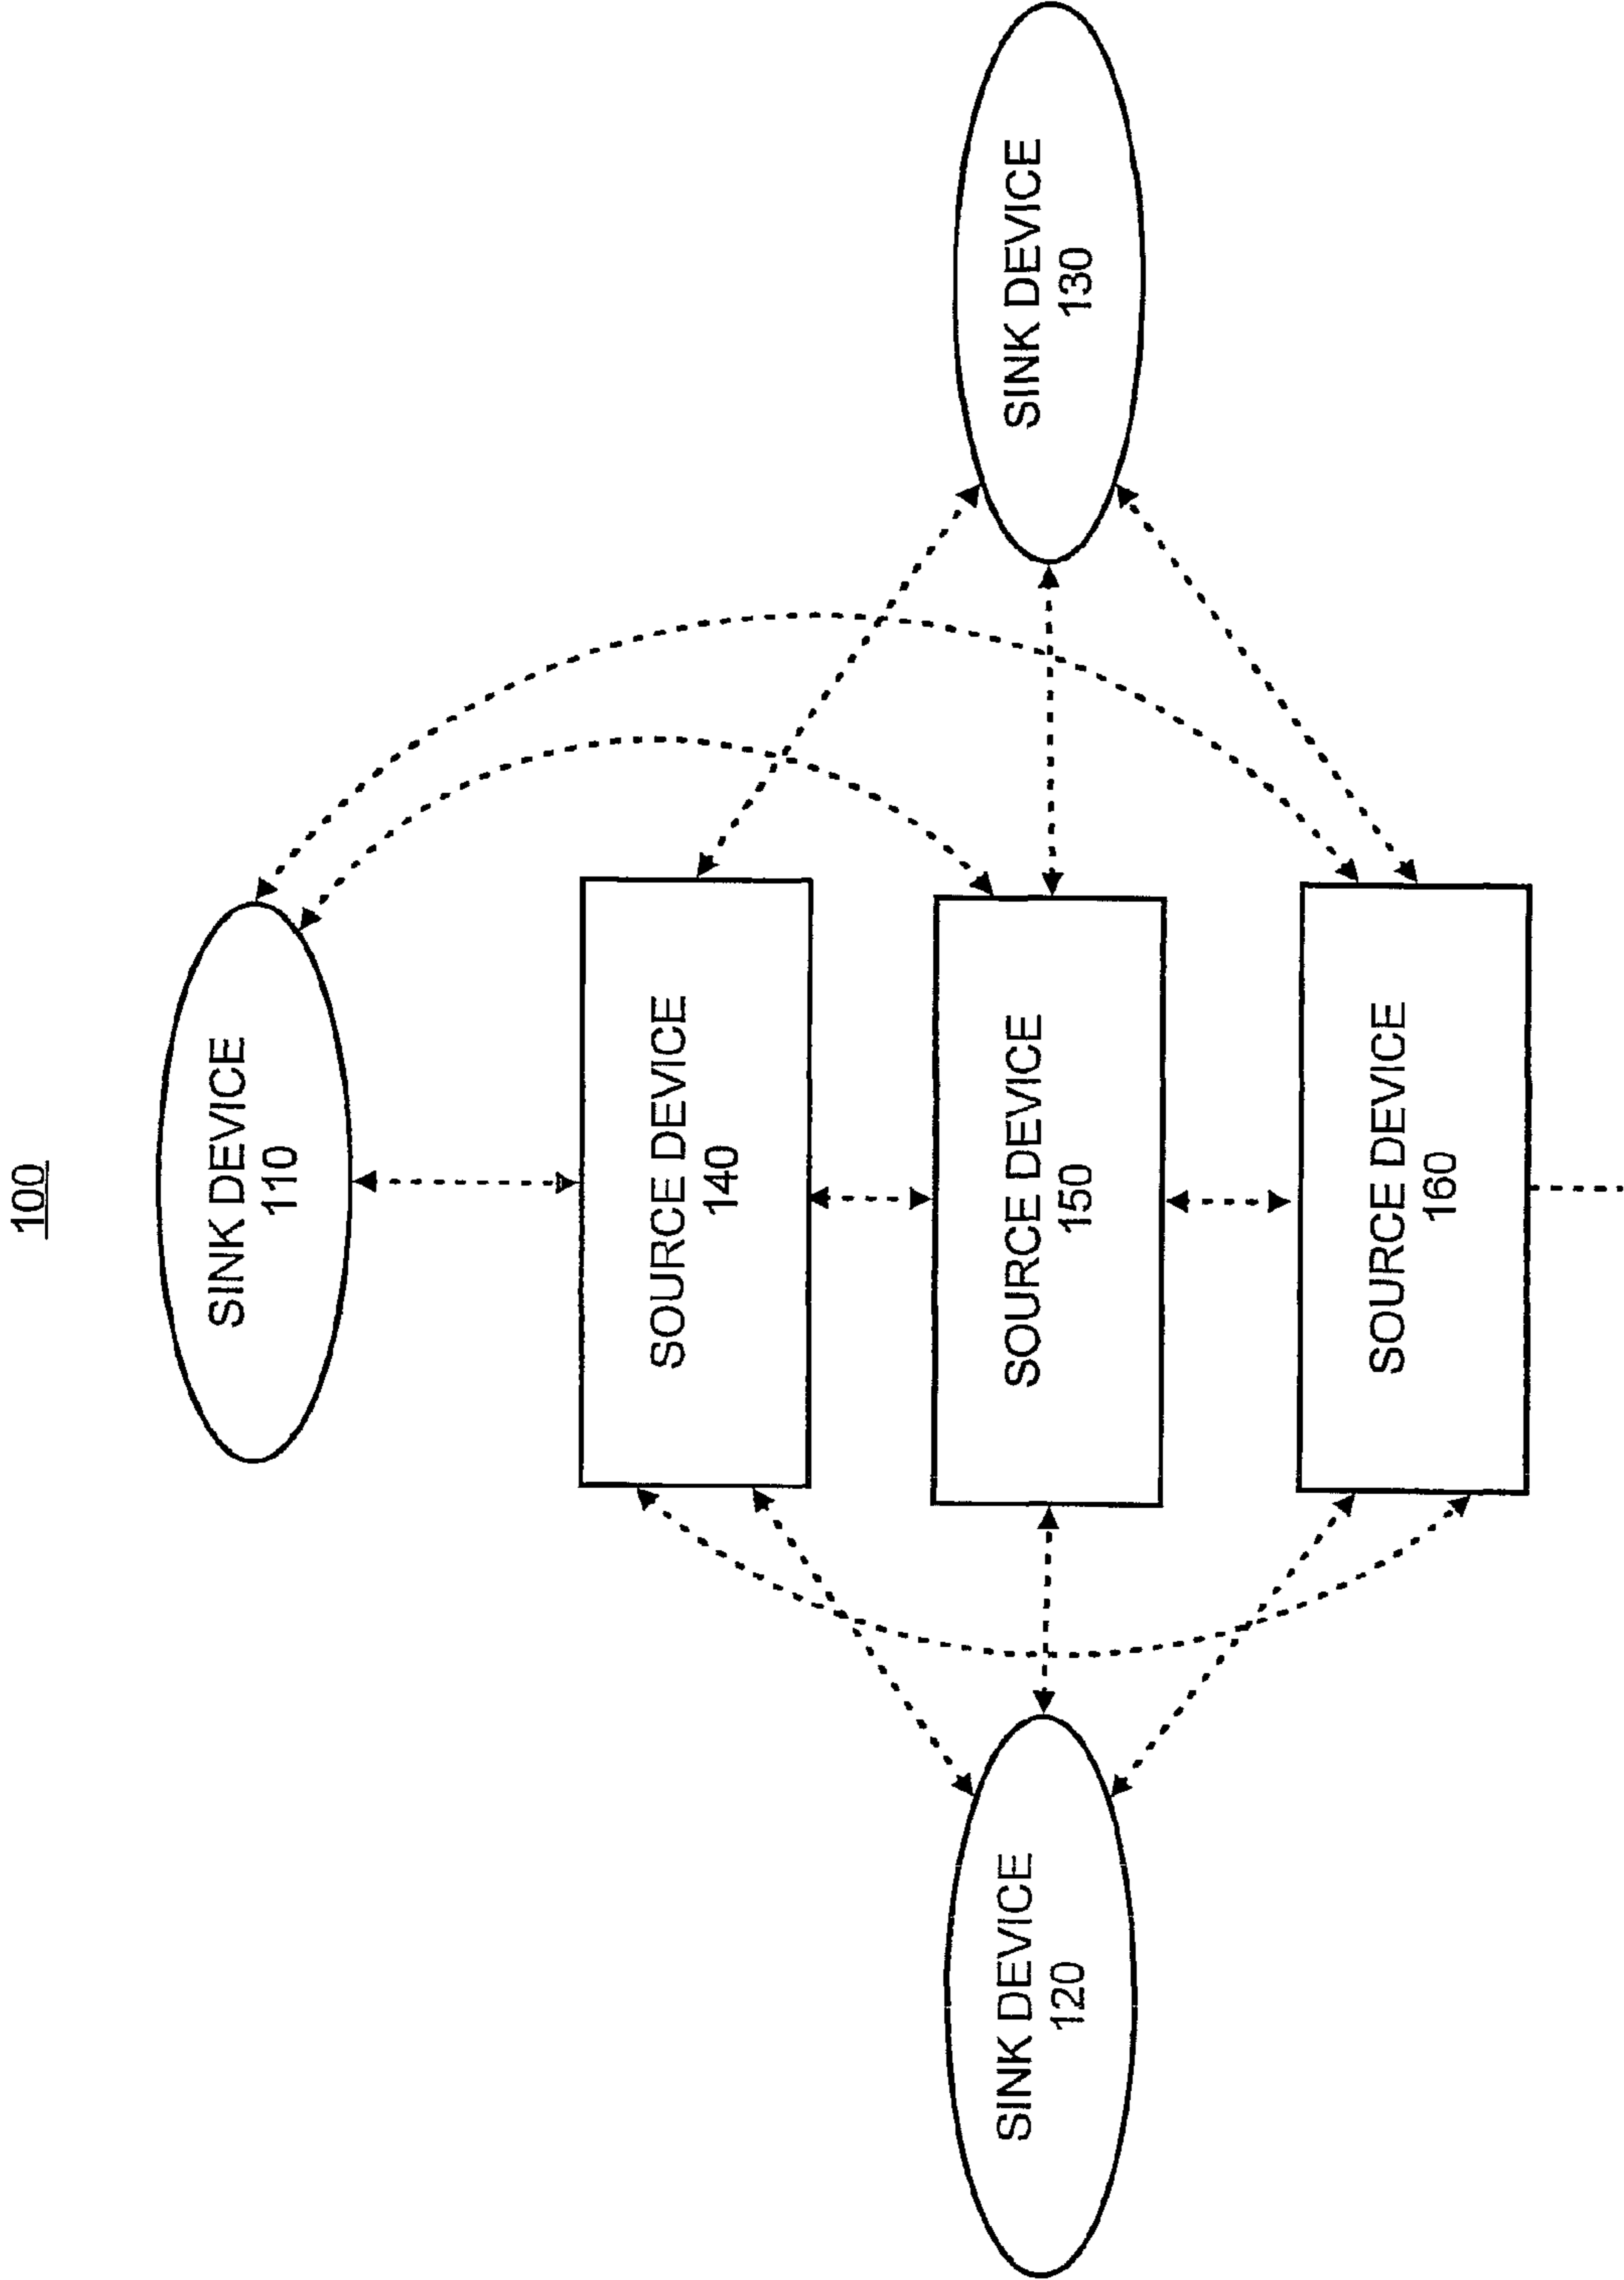 100
SINK DEVICE
110
SOURCE DEVICE
140
SINK DEVICE
120
SOURCE DEVICE
150
SINK DEVICE
130
SOURCE DEVICE
160